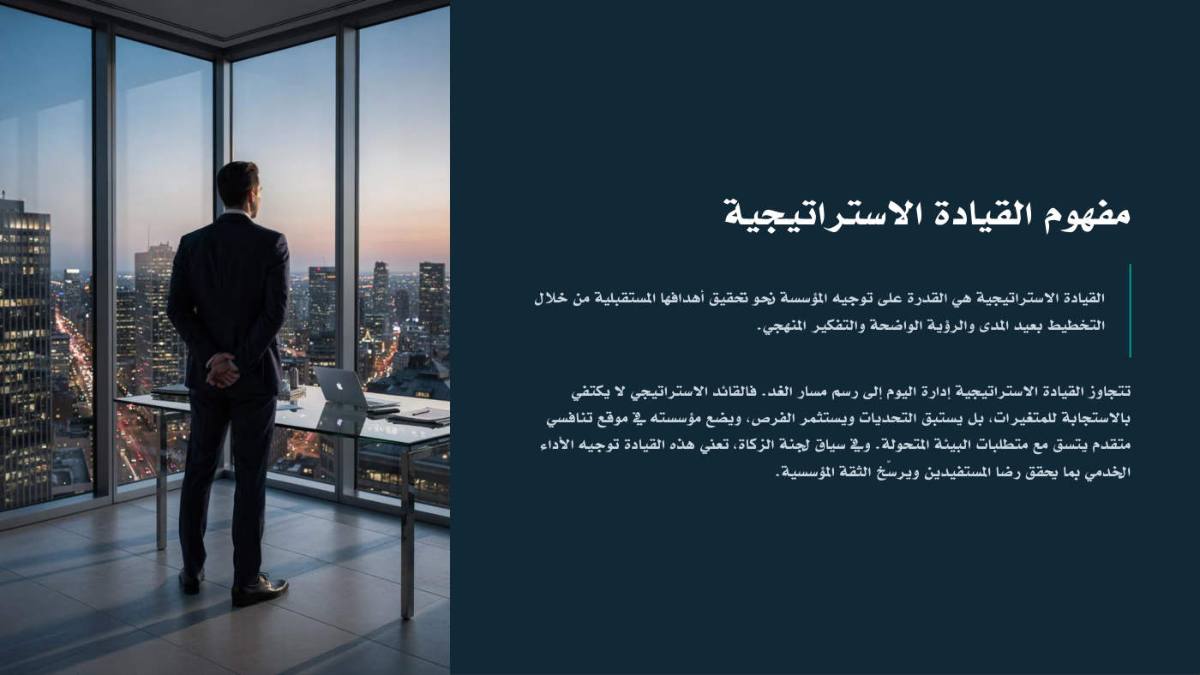 مفهوم القيادة الاستراتيجية
القيادة الاستراتيجية هي القدرة على توجيه المؤسسة نحو تحقيق أهدافها المستقبلية من خلال
التخطيط بعيد المدى والرؤية الواضحة والتفكير المنهجي.
تتجاوز القيادة الاستراتيجية إدارة اليوم إلى رسم مسار الغد. فالقائد الاستراتيجي لا يكتفي
بالاستجابة للمتغيرات، بل يستبق التحديات ويستثمر الفرص، ويضع مؤسسته في موقع تنافسي
متقدم يتسق مع متطلبات البيئة المتحولة. وفي سياق لجنة الزكاة، تعني هذه القيادة توجيه الأداء
الخدمي بما يحقق رضا المستفيدين ويرسّخ الثقة المؤسسية.